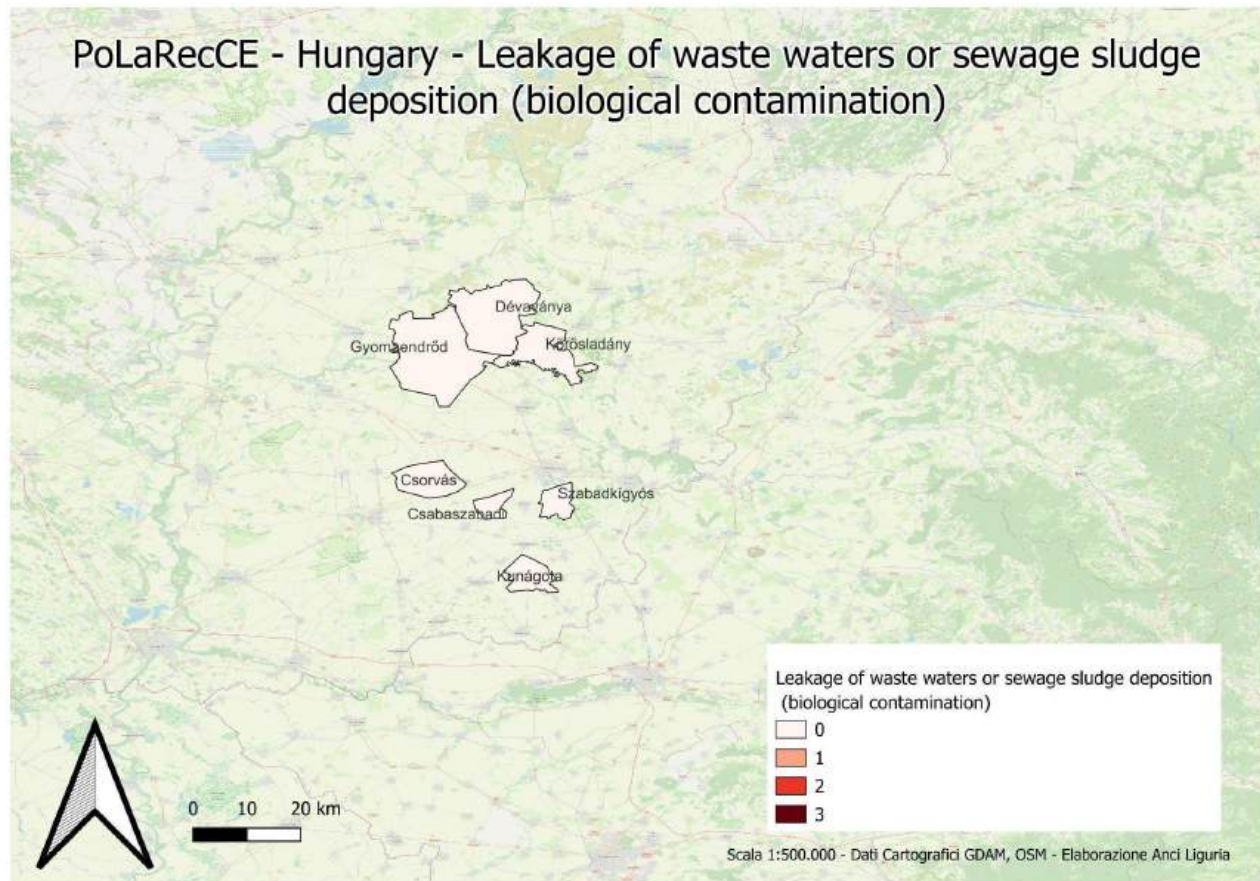 PoLaRecCE - Hungary - Leakage of waste waters or sewage sludge
deposition (biological contamination)
Dévaványa
Gyomaendrőd
Körösladány
Csorvás
Szabadkígyós
Csabaszabadi
Kunágota
Leakage of waste waters or sewage sludge deposition
(biological contamination)
0
1
2
3
0 10 20 km
Scala 1:500.000 - Dati Cartografici GDAM, OSM - Elaborazione Anci Liguria